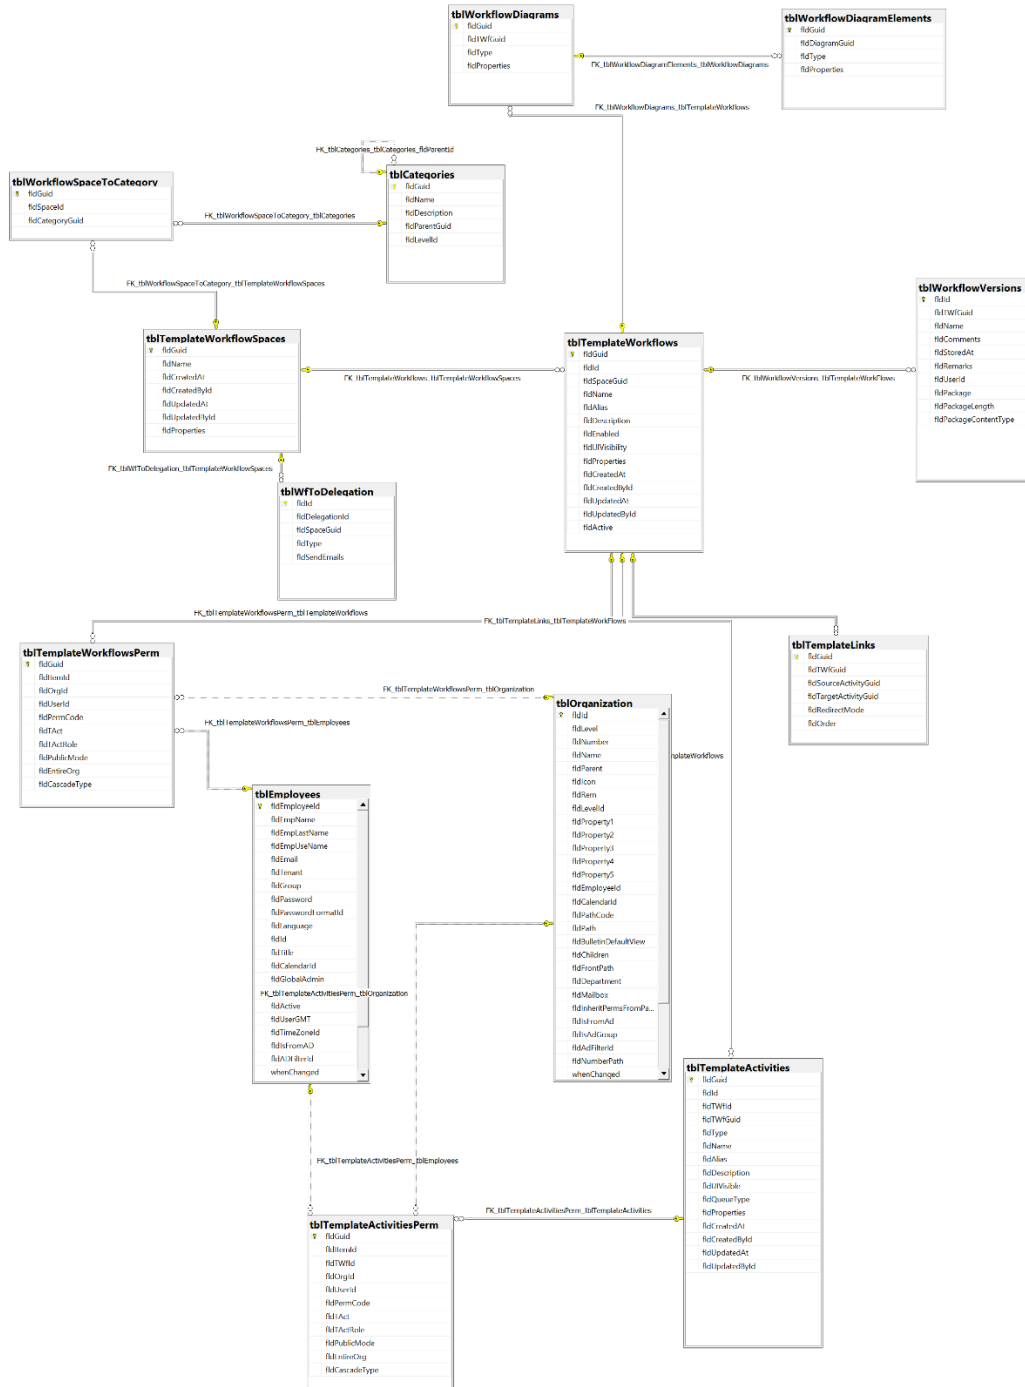 tblWorkflowDiagrams
fldGuid
fldTWfGuid
fldType
fldProperties
tblWorkflowDiagramElements
fldGuid
fldDiagramGuid
fldType
fldProperties
FK_tblWorkflowDiagramElements_tblWorkflowDiagrams
FK_tblWorkflowDiagrams_tblTemplateWorkflows
FK_tblCategories_tblCategories_fldParentId
tblCategories
fldGuid
fldName
fldDescription
fldParentGuid
fldLevelId
tblWorkflowSpaceToCategory
fldGuid
fldSpaceId
fldCategoryGuid
FK_tblWorkflowSpaceToCategory_tblCategories
FK_tblWorkflowSpaceToCategory_tblTemplateWorkflowSpaces
tblTemplateWorkflowSpaces
fldGuid
fldName
fldCreatedAt
fldCreatedById
fldUpdatedAt
fldUpdatedById
fldProperties
FK_tblTemplateWorkflows_tblTemplateWorkflowSpaces
tblTemplateWorkflows
fldGuid
fldId
fldSpaceGuid
fldName
fldAlias
fldDescription
fldEnabled
fldUIVisibility
fldProperties
fldCreatedAt
fldCreatedById
fldUpdatedAt
fldUpdatedById
fldActive
FK_tblWorkflowVersions_tblTemplateWorkFlows
tblWorkflowVersions
fldId
fldTWfGuid
fldName
fldComments
fldStoredAt
fldRemarks
fldUserId
fldPackage
fldPackageLength
fldPackageContentType
FK_tblWfToDelegation_tblTemplateWorkflowSpaces
tblWfToDelegation
fldId
fldDelegationId
fldSpaceGuid
fldType
fldSendEmails
FK_tblTemplateWorkflowsPerm_tblTemplateWorkflows
FK_tblTemplateLinks_tblTemplateWorkFlows
tblTemplateWorkflowsPerm
fldGuid
fldItemId
fldOrgId
fldUserId
fldPermCode
fldTAct
fldTActRole
fldPublicMode
fldEntireOrg
fldCascadeType
tblTemplateLinks
fldGuid
fldTWfGuid
fldSourceActivityGuid
fldTargetActivityGuid
fldRedirectMode
fldOrder
FK_tblTemplateWorkflowsPerm_tblOrganization
FK_tblTemplateWorkflowsPerm_tblEmployees
tblOrganization
fldId
fldLevel
fldNumber
fldName
fldParent
fldIcon
fldRem
fldLevelId
fldProperty1
fldProperty2
fldProperty3
fldProperty4
fldProperty5
fldEmployeeId
fldCalendarId
fldPathCode
fldPath
fldBulletinDefaultView
fldChildren
fldFrontPath
fldDepartment
fldMailbox
fldInheritPermsFromPa...
fldIsFromAd
fldIsAdGroup
fldAdFilterId
fldNumberPath
whenChanged
mplateWorkflows
tblEmployees
fldEmployeeId
fldEmpName
fldEmpLastName
fldEmpUseName
fldEmail
fldTenant
fldGroup
fldPassword
fldPasswordFormatId
fldLanguage
fldId
fldTitle
fldCalendarId
fldGlobalAdmin
FK_tblTemplateActivitiesPerm_tblOrganization
fldActive
fldUserGMT
fldTimeZoneId
fldIsFromAD
fldADFilterId
whenChanged
tblTemplateActivities
fldGuid
fldId
fldTWfId
fldTWfGuid
fldType
fldName
fldAlias
fldDescription
fldUIVisible
fldQueueType
fldProperties
fldCreatedAt
fldCreatedById
fldUpdatedAt
fldUpdatedById
FK_tblTemplateActivitiesPerm_tblEmployees
FK_tblTemplateActivitiesPerm_tblTemplateActivities
tblTemplateActivitiesPerm
fldGuid
fldItemId
fldTWfId
fldOrgId
fldUserId
fldPermCode
fldTAct
fldTActRole
fldPublicMode
fldEntireOrg
fldCascadeType